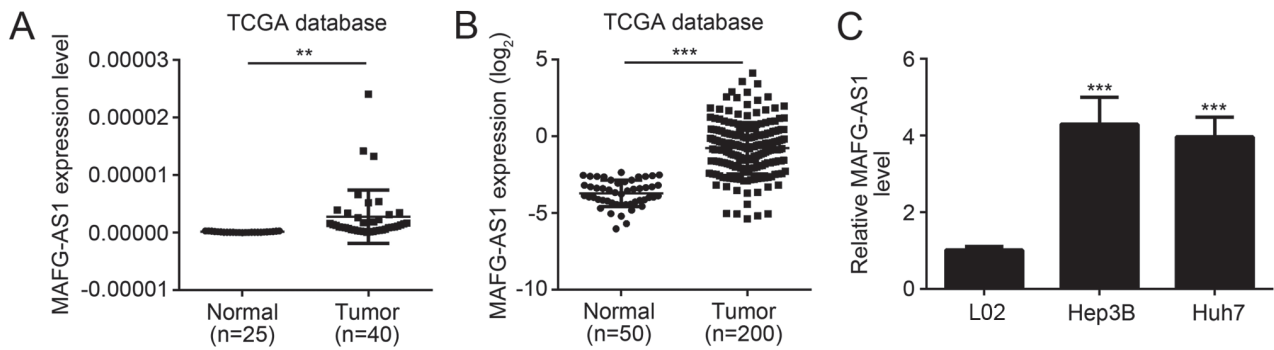 A
TCGA database
**
MAFG-AS1 expression level
0.00003
0.00002
0.00001
0.00000
-0.00001
Normal
(n=25)
Tumor
(n=40)
B
TCGA database
***
MAFG-AS1 expression (log2)
5
0
-5
-10
Normal
(n=50)
Tumor
(n=200)
C
Relative MAFG-AS1
level
6
4
2
0
***
***
L02
Hep3B
Huh7